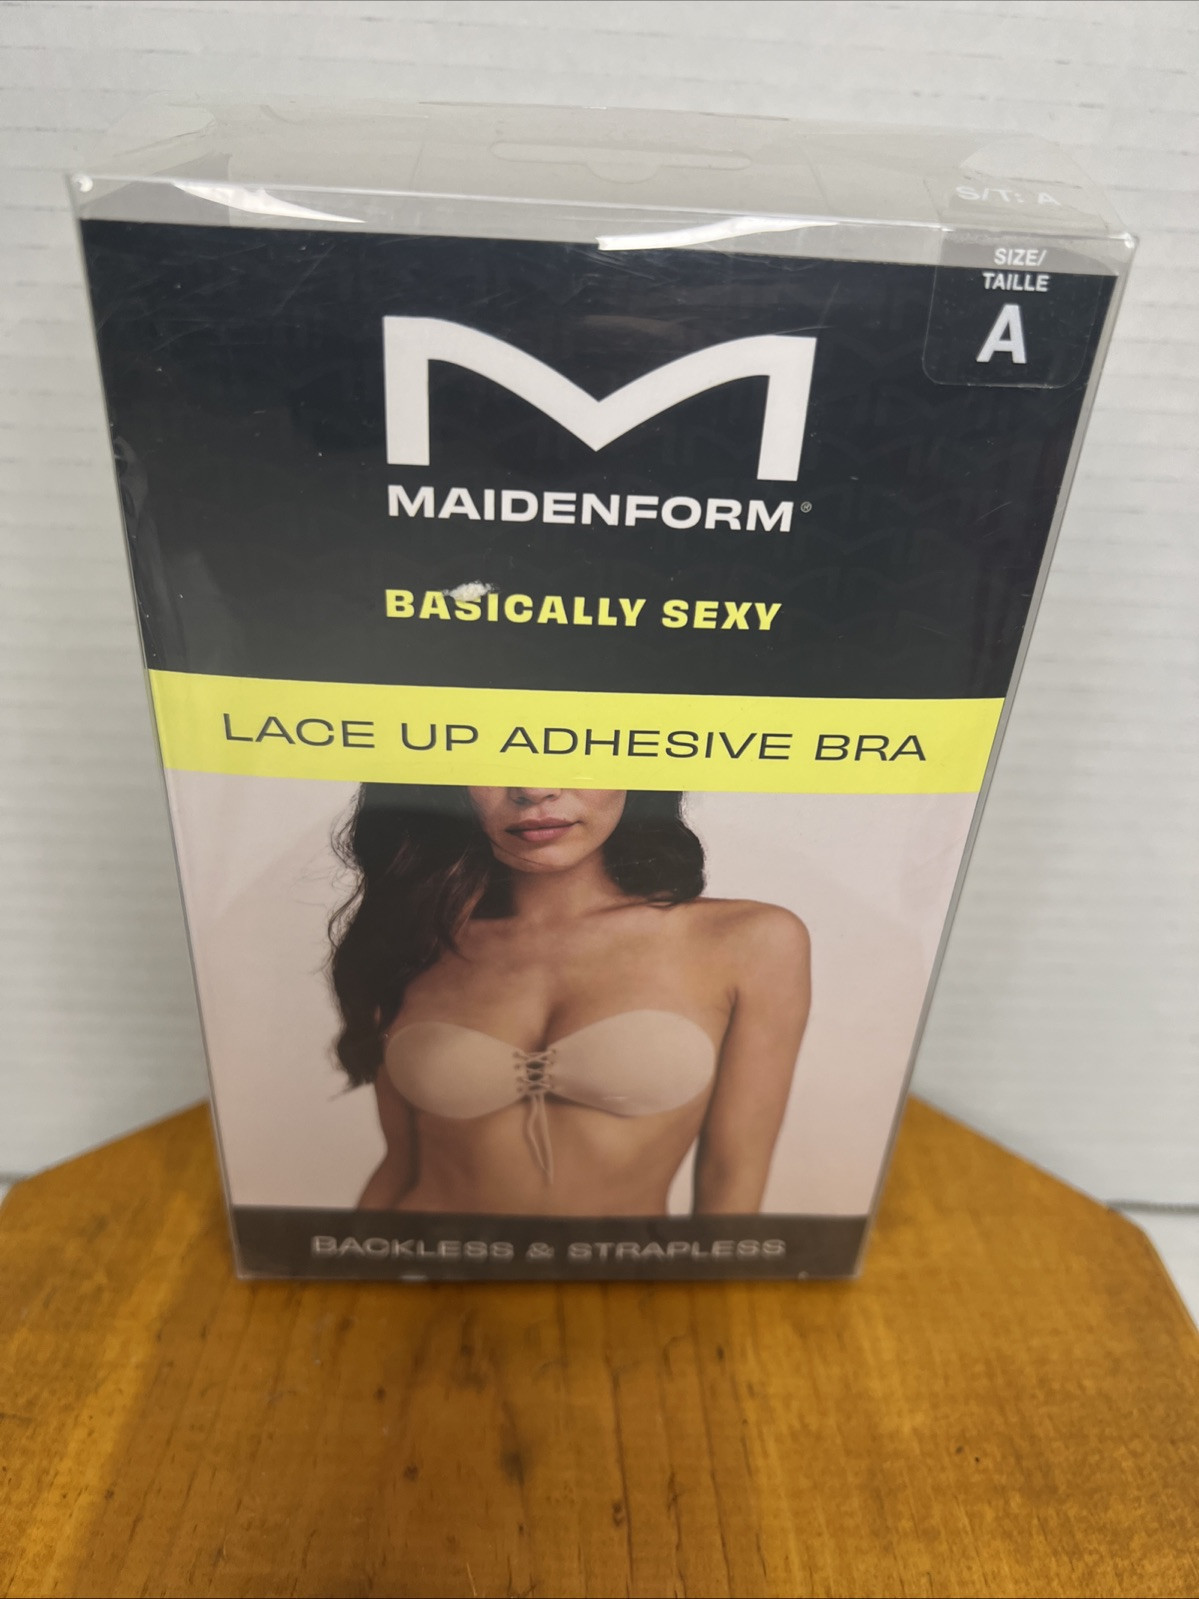 S/T: A
SIZE/
TAILLE
A
MAIDENFORM®
BASICALLY SEXY
LACE UP ADHESIVE BRA
BACKLESS & STRAPLESS